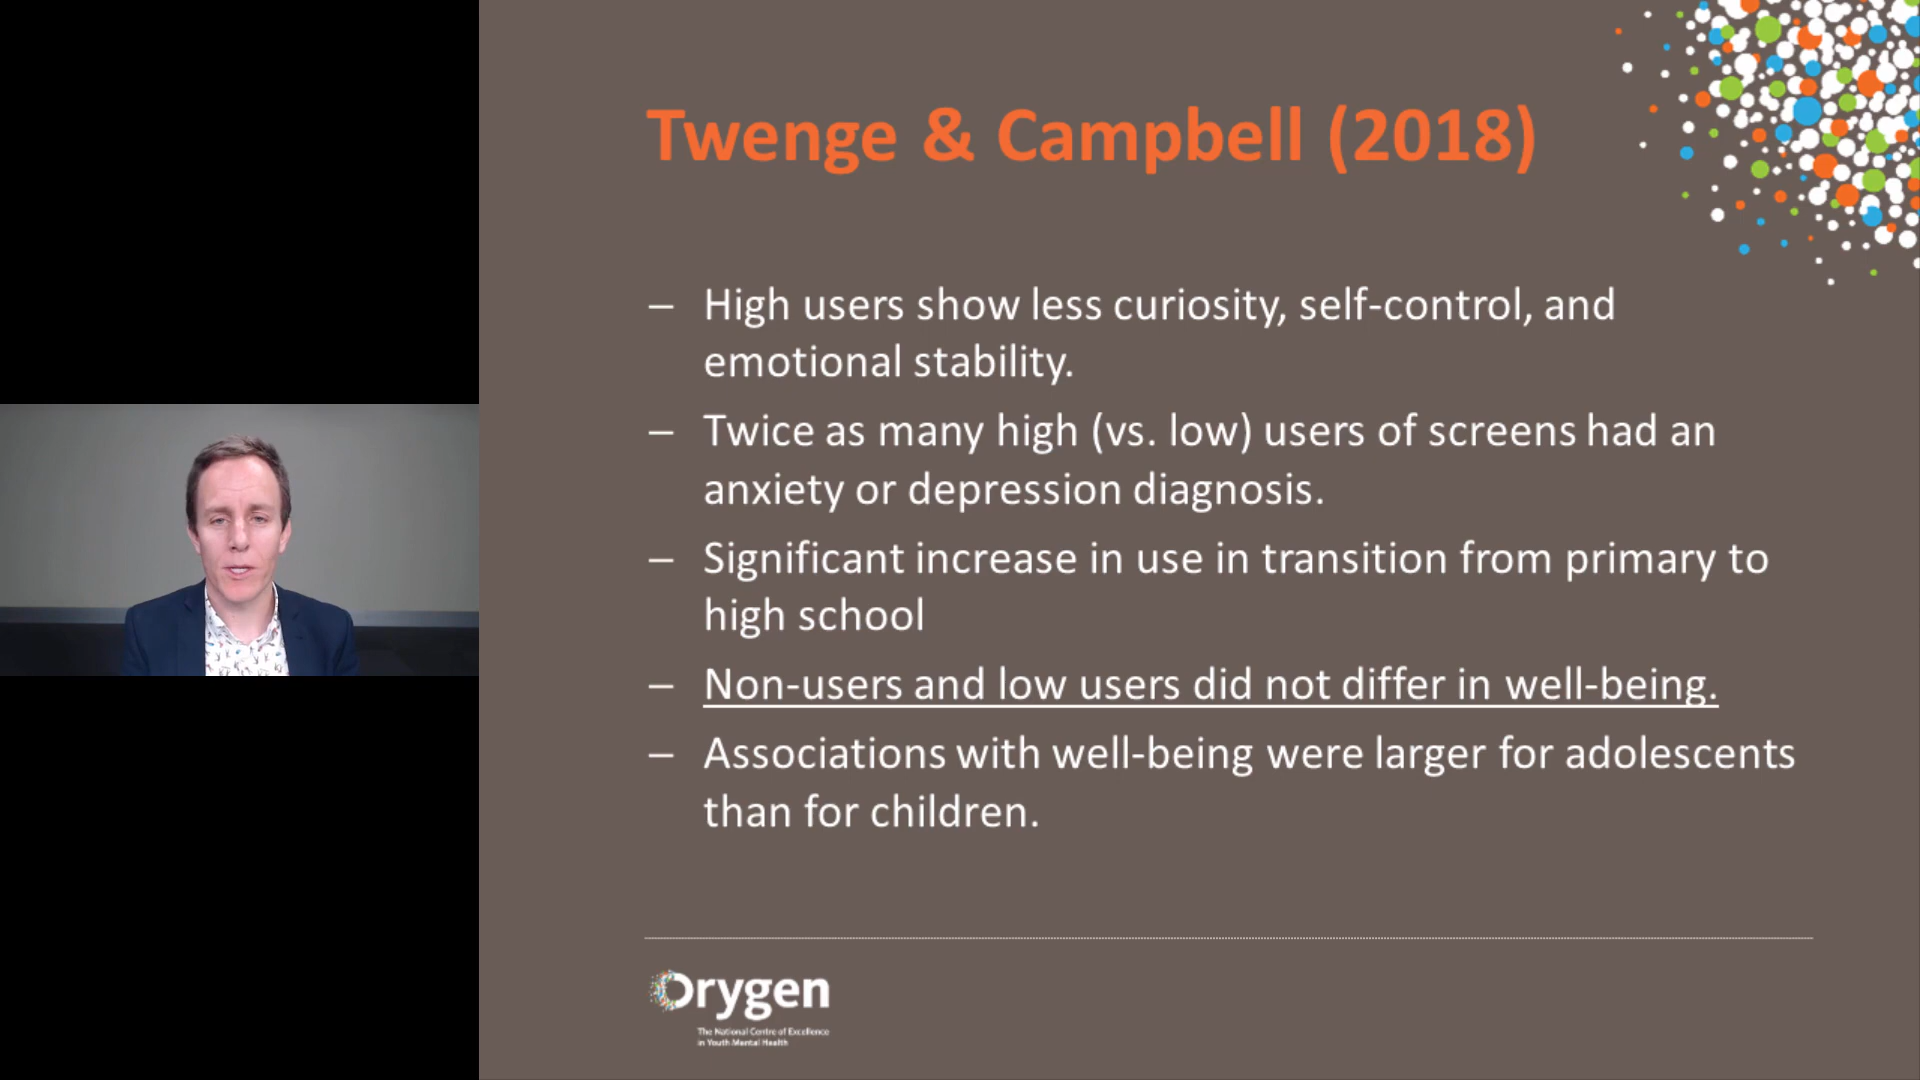 Twenge & Campbell (2018)
– High users show less curiosity, self-control, and
emotional stability.
– Twice as many high (vs. low) users of screens had an
anxiety or depression diagnosis.
– Significant increase in use in transition from primary to
high school
– Non-users and low users did not differ in well-being.
– Associations with well-being were larger for adolescents
than for children.
Orygen
The National Centre of Excellence
in Youth Mental Health